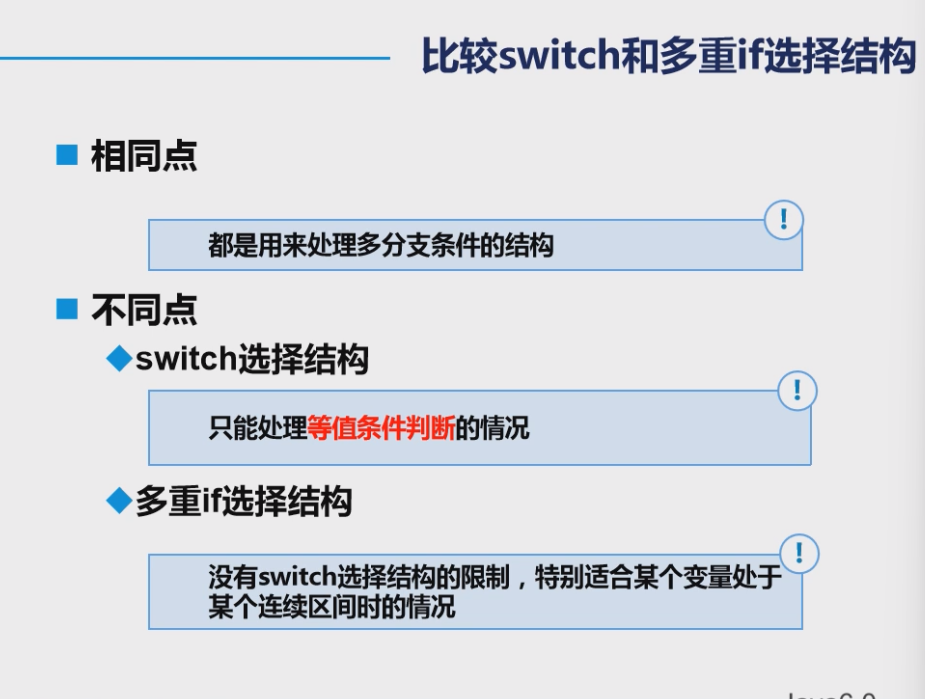 比较switch和多重if选择结构
相同点
!
都是用来处理多分支条件的结构
不同点
switch选择结构
!
只能处理等值条件判断的情况
多重if选择结构
!
没有switch选择结构的限制，特别适合某个变量处于
某个连续区间时的情况